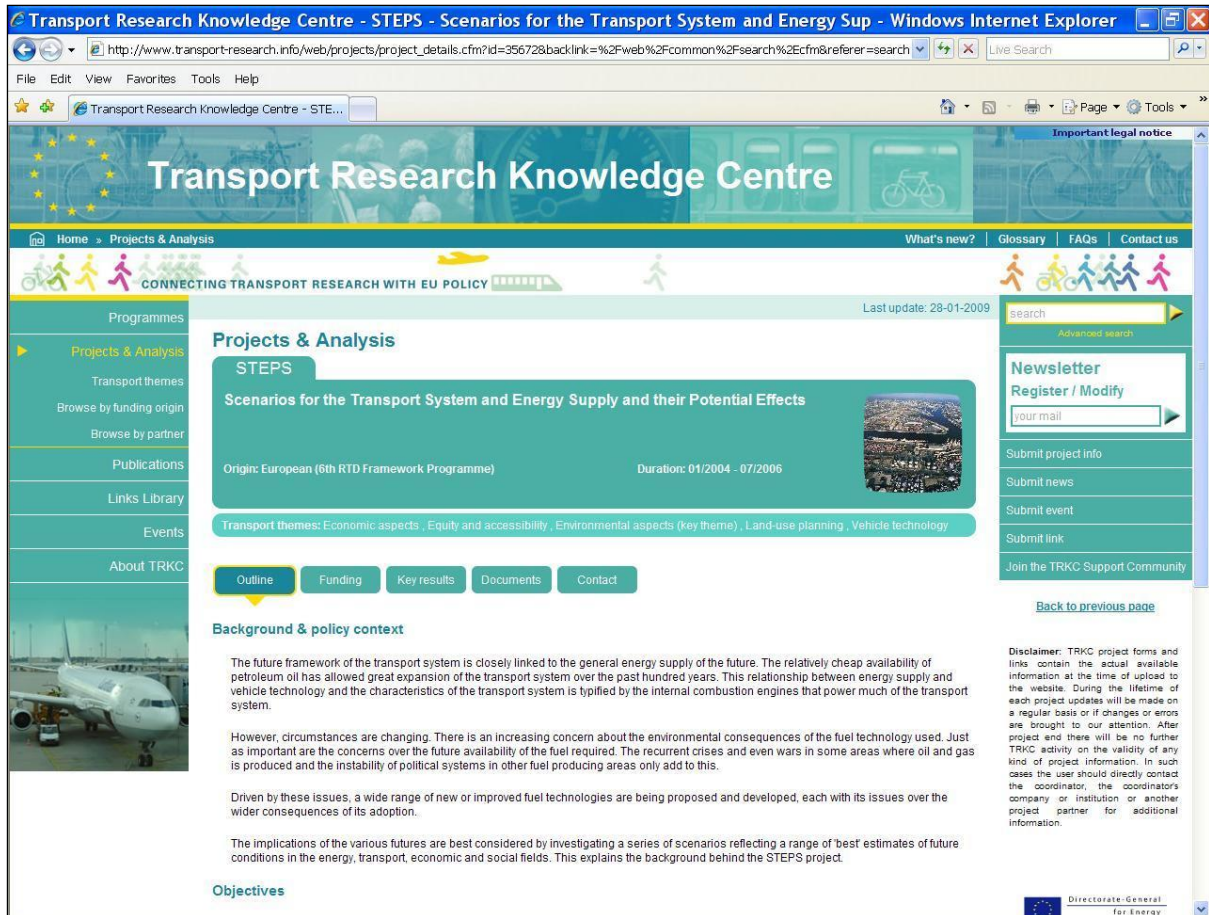 Transport Research Knowledge Centre - STEPS - Scenarios for the Transport System and Energy Sup - Windows Internet Explorer
http://www.transport-research.info/web/projects/project_details.cfm?id=35672&backlink=%2Fweb%2Fcommon%2Fsearch%2Ecfm&referer=search
Live Search
File Edit View Favorites Tools Help
Transport Research Knowledge Centre - STE...
Page Tools
Important legal notice
Transport Research Knowledge Centre
Home » Projects & Analysis
What's new? | Glossary | FAQs | Contact us
CONNECTING TRANSPORT RESEARCH WITH EU POLICY
Last update: 28-01-2009
Programmes
Projects & Analysis
Transport themes
Browse by funding origin
Browse by partner
Publications
Links Library
Events
About TRKC
Projects & Analysis
STEPS
Scenarios for the Transport System and Energy Supply and their Potential Effects
Origin: European (6th RTD Framework Programme)
Duration: 01/2004 - 07/2006
Transport themes: Economic aspects , Equity and accessibility , Environmental aspects (key theme) , Land-use planning , Vehicle technology
Outline
Funding
Key results
Documents
Contact
Background & policy context
The future framework of the transport system is closely linked to the general energy supply of the future. The relatively cheap availability of
petroleum oil has allowed great expansion of the transport system over the past hundred years. This relationship between energy supply and
vehicle technology and the characteristics of the transport system is typified by the internal combustion engines that power much of the transport
system.
However, circumstances are changing. There is an increasing concern about the environmental consequences of the fuel technology used. Just
as important are the concerns over the future availability of the fuel required. The recurrent crises and even wars in some areas where oil and gas
is produced and the instability of political systems in other fuel producing areas only add to this.
Driven by these issues, a wide range of new or improved fuel technologies are being proposed and developed, each with its issues over the
wider consequences of its adoption.
The implications of the various futures are best considered by investigating a series of scenarios reflecting a range of 'best' estimates of future
conditions in the energy, transport, economic and social fields. This explains the background behind the STEPS project.
Objectives
search
Advanced search
Newsletter
Register / Modify
your mail
Submit project info
Submit news
Submit event
Submit link
Join the TRKC Support Community
Back to previous page
Disclaimer: TRKC project forms and
links contain the actual available
information at the time of upload to
the website. During the lifetime of
each project updates will be made on
a regular basis or if changes or errors
are brought to our attention. After
project end there will be no further
TRKC activity on the validity of any
kind of project information. In such
cases the user should directly contact
the coordinator, the coordinator's
company or institution or another
project partner for additional
information.
Directorate-General
for Energy